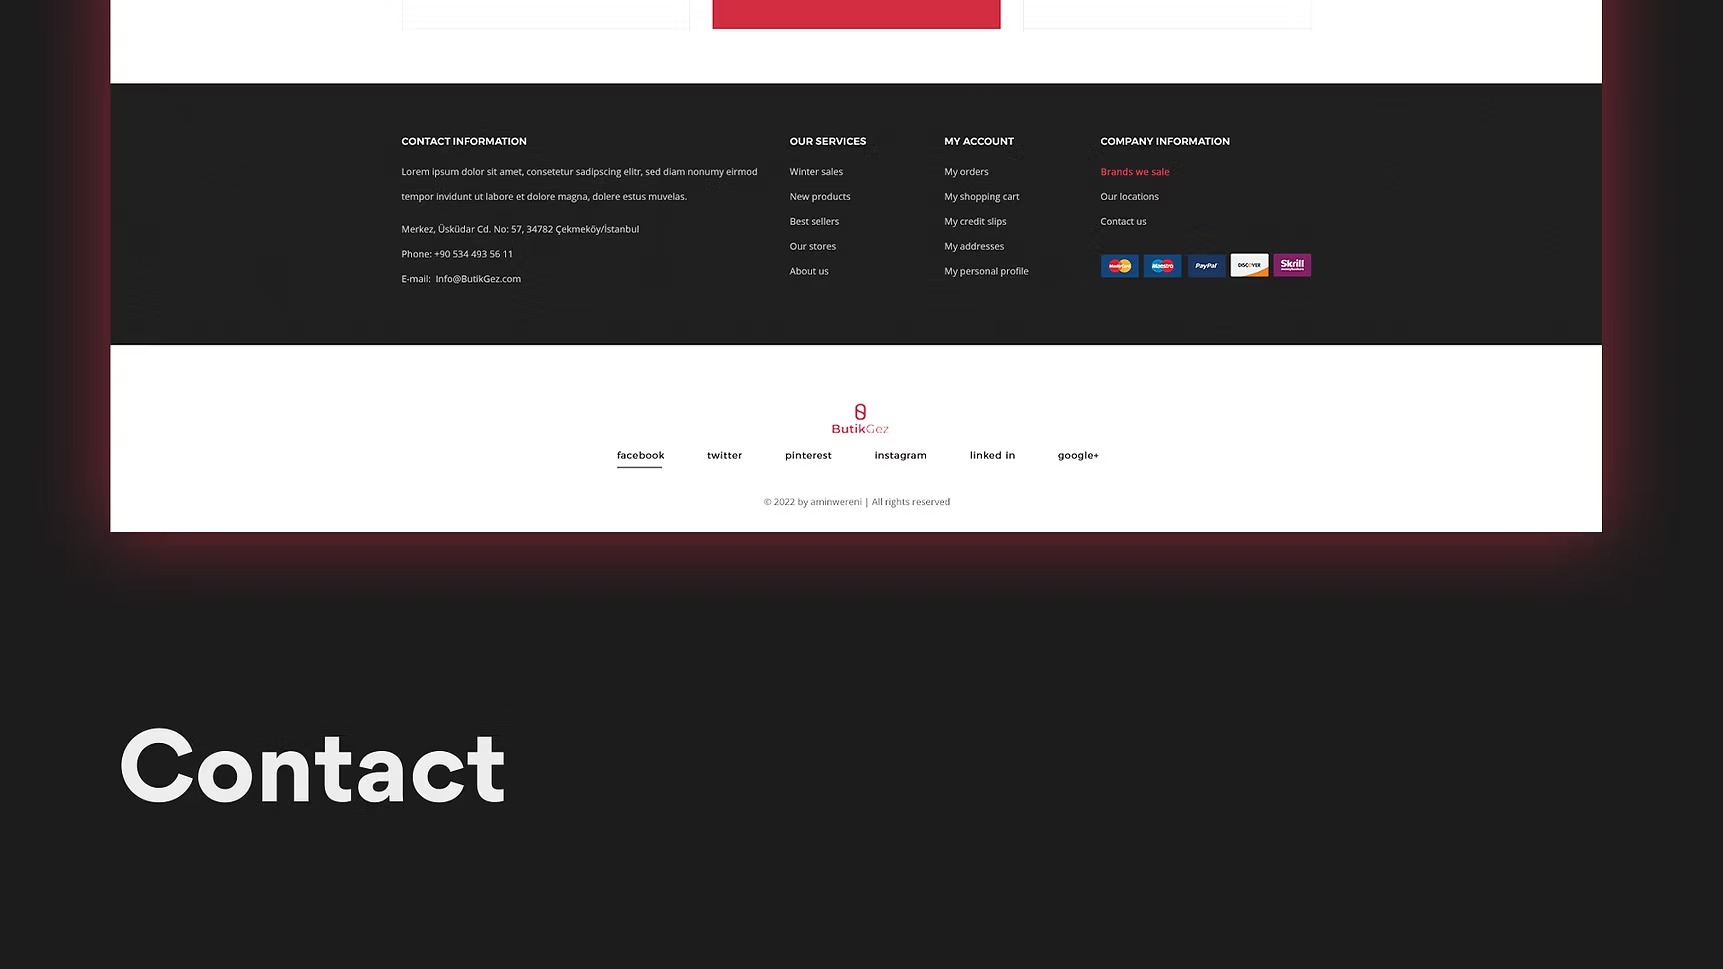 CONTACT INFORMATION
Lorem ipsum dolor sit amet, consetetur sadipscing elitr, sed diam nonumy eirmod
tempor invidunt ut labore et dolore magna, dolere estus muvelas.
Merkez, Üsküdar Cd. No: 57, 34782 Çekmeköy/İstanbul
Phone: +90 534 493 56 11
E-mail:  Info@ButikGez.com
OUR SERVICES
Winter sales
New products
Best sellers
Our stores
About us
MY ACCOUNT
My orders
My shopping cart
My credit slips
My addresses
My personal profile
COMPANY INFORMATION
Brands we sale
Our locations
Contact us
MasterCard Maestro PayPal DISCOVER Skrill
ButikGez
facebook twitter pinterest instagram linked in google+
© 2022 by aminwereni | All rights reserved
Contact